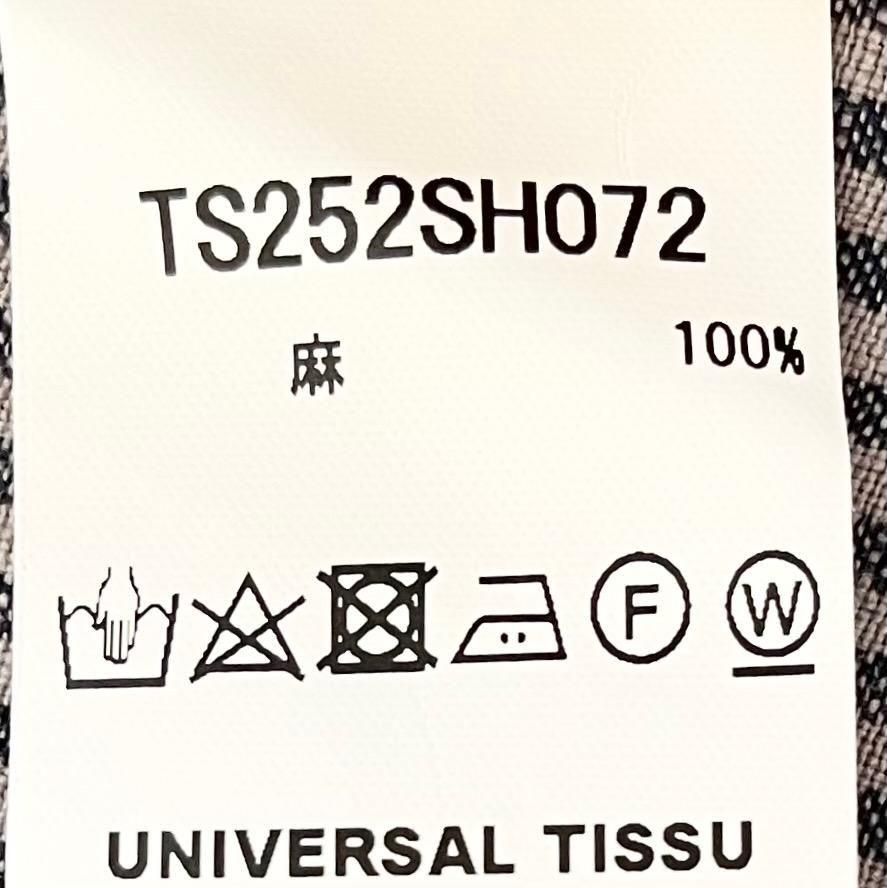 TS252SH072
麻 100%
F W
UNIVERSAL TISSU